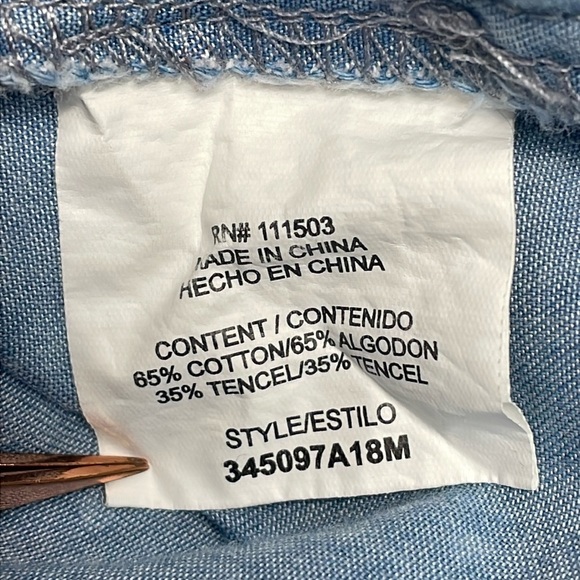 RN# 111503
MADE IN CHINA
HECHO EN CHINA
CONTENT / CONTENIDO
65% COTTON/65% ALGODON
35% TENCEL/35% TENCEL
STYLE/ESTILO
345097A18M